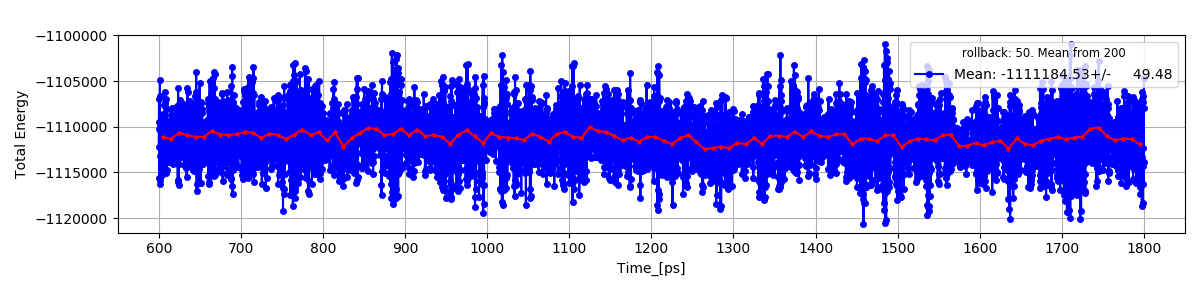 −1100000
−1105000
−1110000
−1115000
−1120000
Total Energy
rollback: 50. Mean from 200
Mean: -1111184.53+/- 49.48
600 700 800 900 1000 1100 1200 1300 1400 1500 1600 1700 1800
Time_[ps]